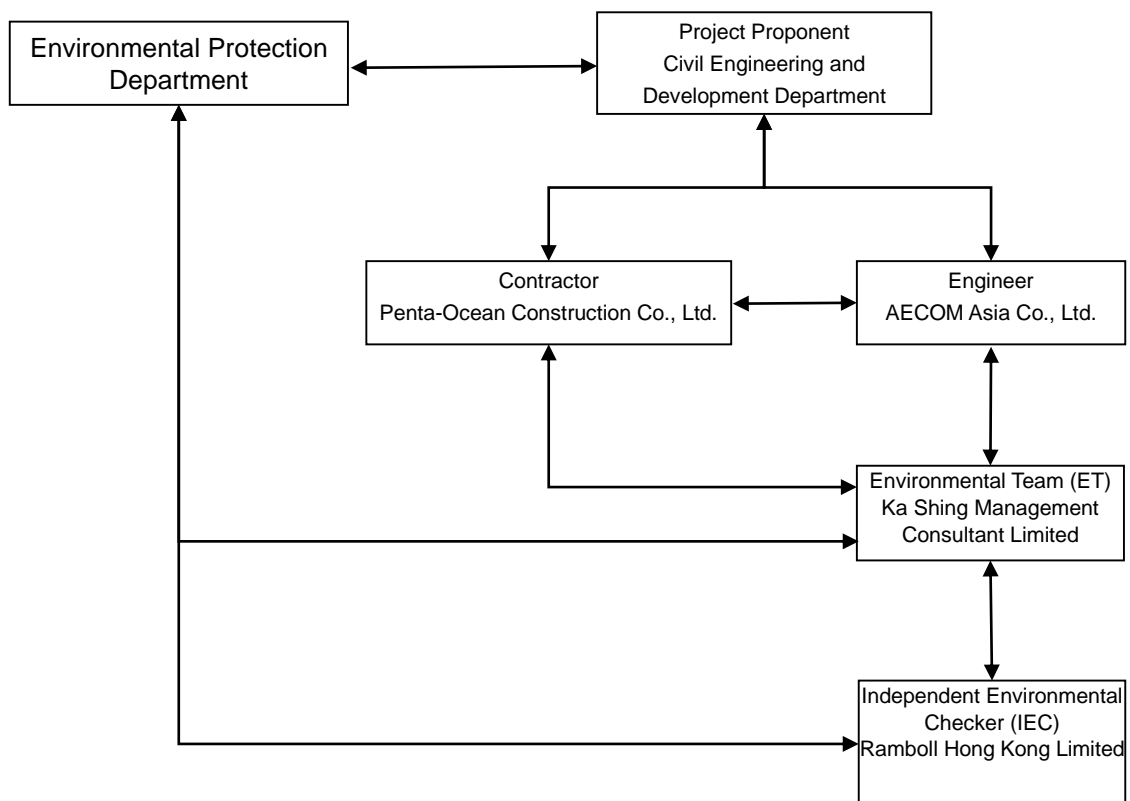 Environmental Protection
Department
Project Proponent
Civil Engineering and
Development Department
Contractor
Penta-Ocean Construction Co., Ltd.
Engineer
AECOM Asia Co., Ltd.
Environmental Team (ET)
Ka Shing Management
Consultant Limited
Independent Environmental
Checker (IEC)
Ramboll Hong Kong Limited